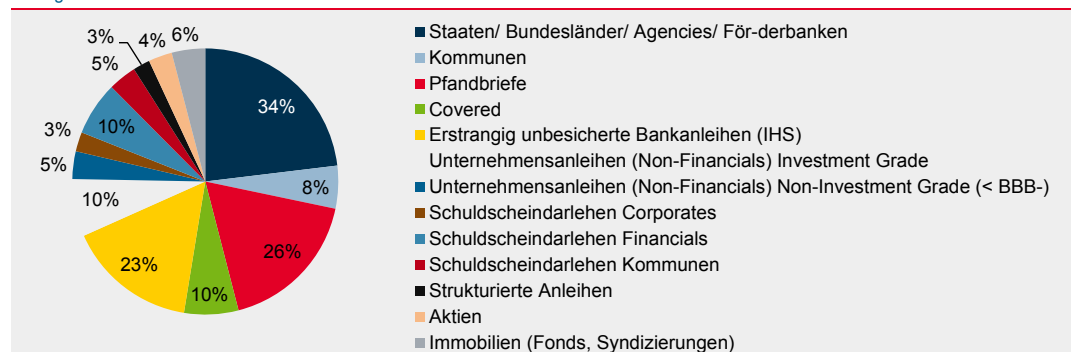 Staaten/ Bundesländer/ Agencies/ För-derbanken
Kommunen
Pfandbriefe
Covered
Erstrangig unbesicherte Bankanleihen (IHS)
Unternehmensanleihen (Non-Financials) Investment Grade
Unternehmensanleihen (Non-Financials) Non-Investment Grade (< BBB-)
Schuldscheindarlehen Corporates
Schuldscheindarlehen Financials
Schuldscheindarlehen Kommunen
Strukturierte Anleihen
Aktien
Immobilien (Fonds, Syndizierungen)
34%
8%
26%
10%
23%
10%
5%
3%
10%
5%
3%
4%
6%